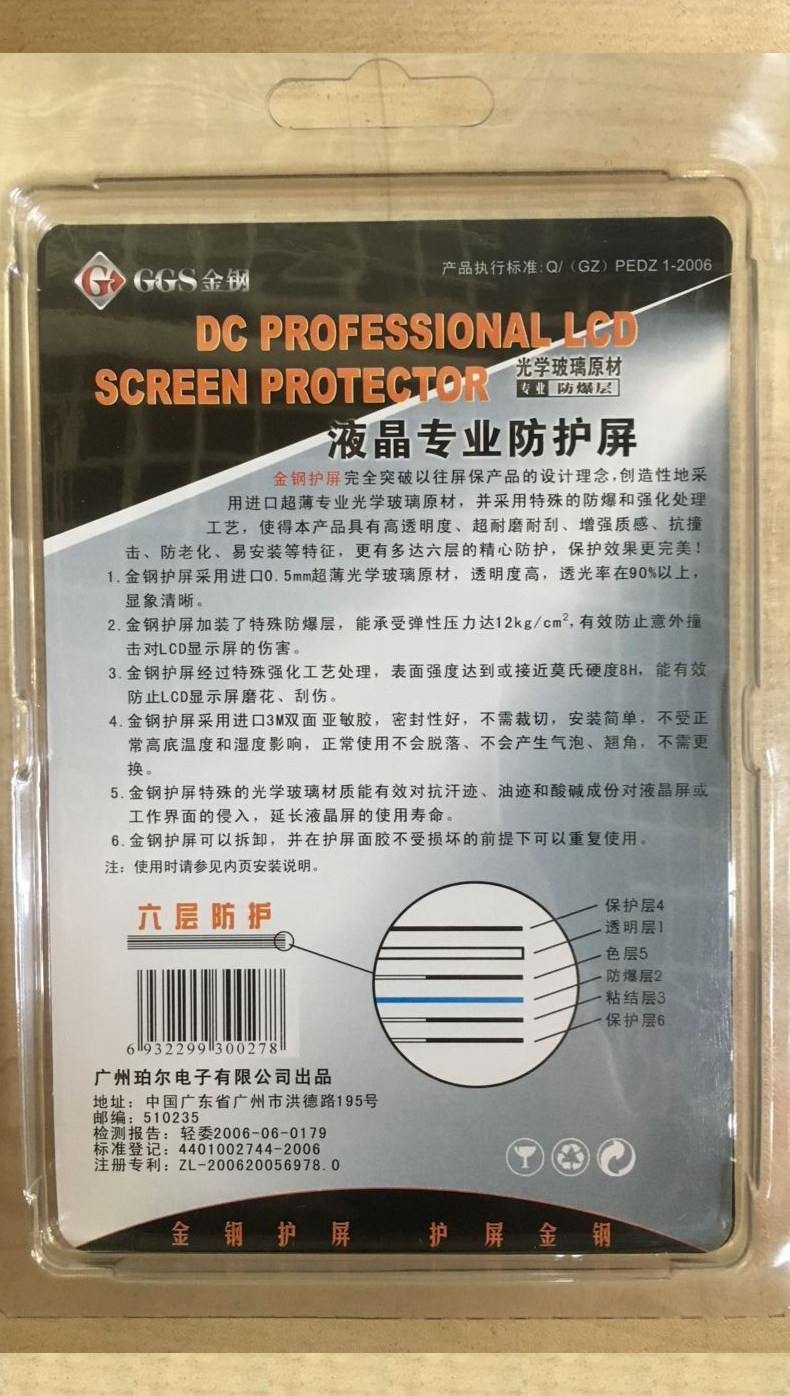 GGS金钢
产品执行标准:Q/（GZ）PEDZ 1-2006
DC PROFESSIONAL LCD
SCREEN PROTECTOR
光学玻璃原材
专业 防爆层
液晶专业防护屏
金钢护屏完全突破以往屏保产品的设计理念,创造性地采
用进口超薄专业光学玻璃原材，并采用特殊的防爆和强化处理
工艺，使得本产品具有高透明度、超耐磨耐刮、增强质感、抗撞
击、防老化、易安装等特征，更有多达六层的精心防护，保护效果更完美！
1.金钢护屏采用进口0.5mm超薄光学玻璃原材，透明度高，透光率在90%以上，
显象清晰。
2.金钢护屏加装了特殊防爆层，能承受弹性压力达12kg/cm²,有效防止意外撞
击对LCD显示屏的伤害。
3.金钢护屏经过特殊强化工艺处理，表面强度达到或接近莫氏硬度8H，能有效
防止LCD显示屏磨花、刮伤。
4.金钢护屏采用进口3M双面亚敏胶，密封性好，不需裁切，安装简单，不受正
常高底温度和湿度影响，正常使用不会脱落、不会产生气泡、翘角，不需更
换。
5.金钢护屏特殊的光学玻璃材质能有效对抗汗迹、油迹和酸碱成份对液晶屏或
工作界面的侵入，延长液晶屏的使用寿命。
6.金钢护屏可以拆卸，并在护屏面胶不受损坏的前提下可以重复使用。
注：使用时请参见内页安装说明。
六层防护
保护层4
透明层1
色层5
防爆层2
粘结层3
保护层6
6 932299 300278
广州珀尔电子有限公司出品
地址：中国广东省广州市洪德路195号
邮编：510235
检测报告：轻委2006-06-0179
标准登记：4401002744-2006
注册专利：ZL-200620056978.0
金钢护屏 护屏金钢